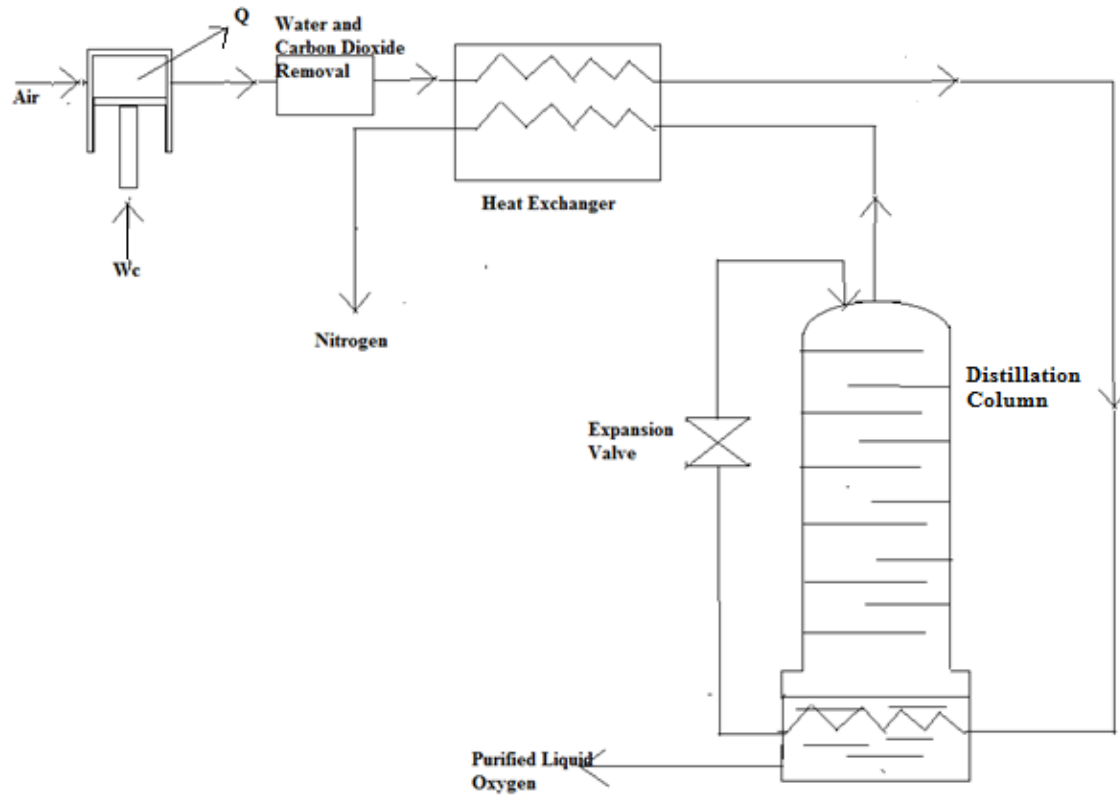 Q
Water and
Carbon Dioxide
Removal
Air
Wc
Heat Exchanger
Nitrogen
Distillation
Column
Expansion
Valve
Purified Liquid
Oxygen